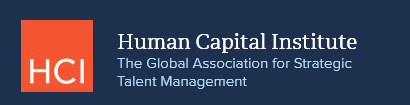 HCI
Human Capital Institute
The Global Association for Strategic
Talent Management